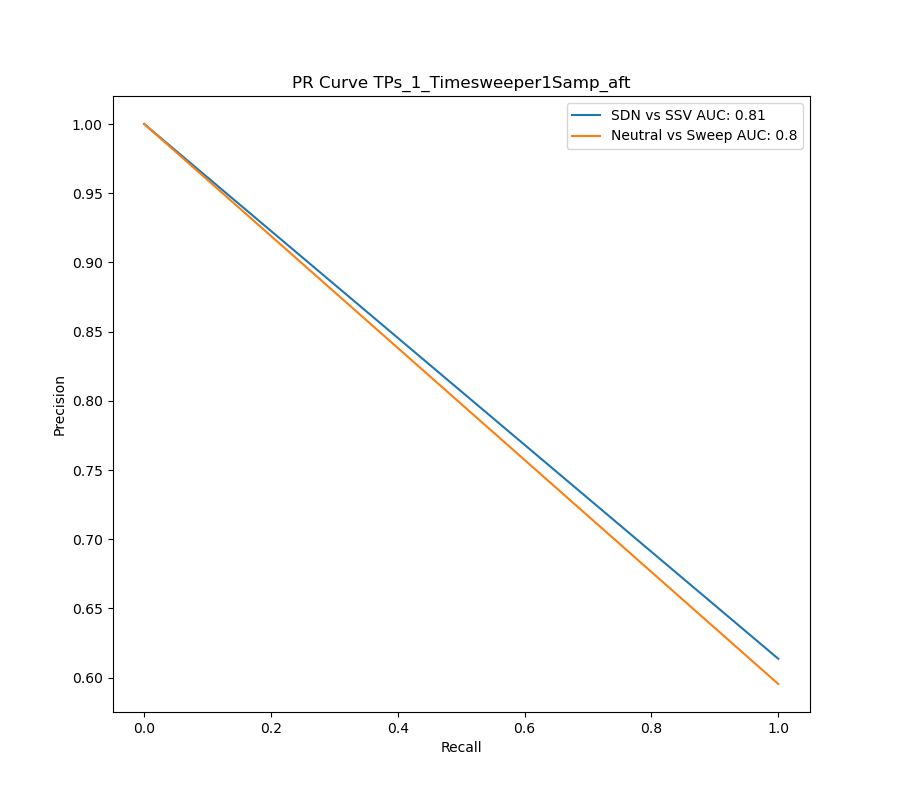 PR Curve TPs_1_Timesweeper1Samp_aft
SDN vs SSV AUC: 0.81
Neutral vs Sweep AUC: 0.8
1.00
0.95
0.90
0.85
0.80
0.75
0.70
0.65
0.60
Precision
0.0 0.2 0.4 0.6 0.8 1.0
Recall